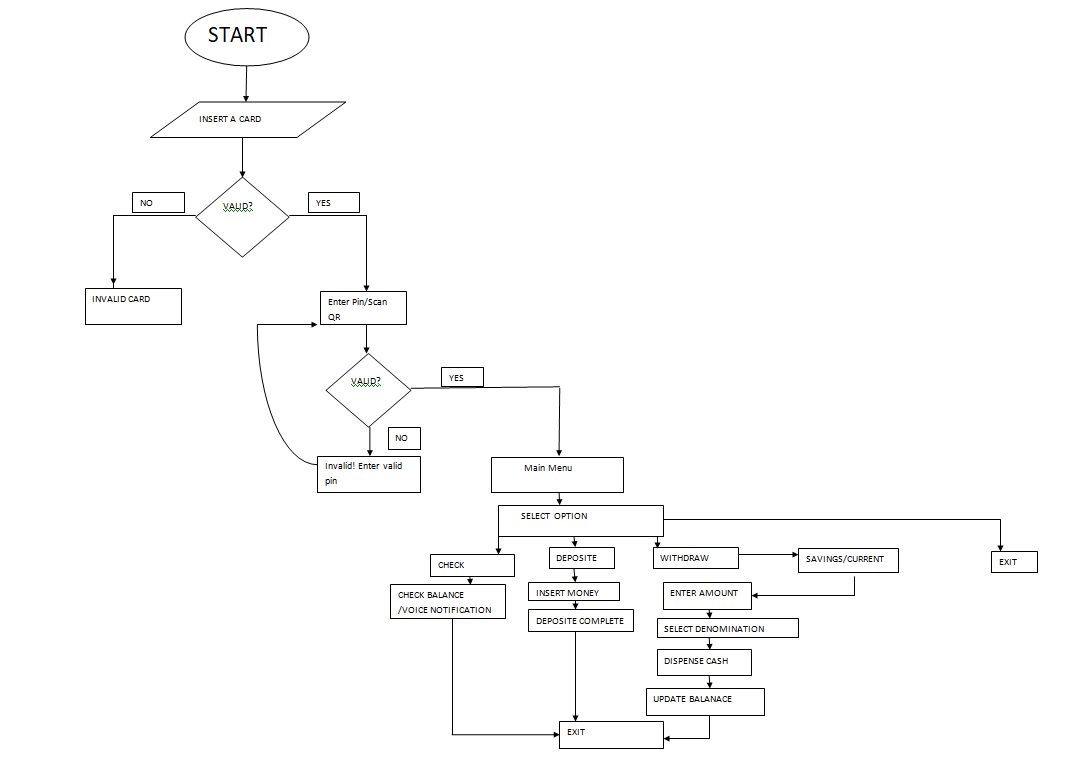 START
INSERT A CARD
NO
VALID?
YES
INVALID CARD
Enter Pin/Scan
QR
VALID?
YES
NO
Invalid! Enter valid
pin
Main Menu
SELECT OPTION
CHECK
DEPOSITE
WITHDRAW
SAVINGS/CURRENT
EXIT
CHECK BALANCE
/VOICE NOTIFICATION
INSERT MONEY
ENTER AMOUNT
DEPOSITE COMPLETE
SELECT DENOMINATION
DISPENSE CASH
UPDATE BALANACE
EXIT